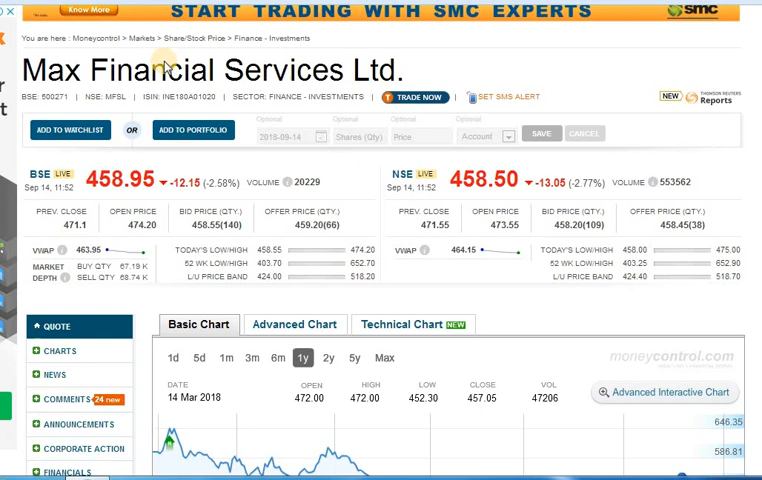 Know More START TRADING WITH SMC EXPERTS smc
You are here : Moneycontrol > Markets > Share/Stock Price > Finance - Investments
Max Financial Services Ltd.
BSE: 500271 | NSE: MFSL | ISIN: INE180A01020 | SECTOR: FINANCE - INVESTMENTS | T TRADE NOW | SET SMS ALERT NEW THOMSON REUTERS Reports
Optional Optional Optional Optional
ADD TO WATCHLIST OR ADD TO PORTFOLIO 2018-09-14 Shares (Qty) Price Account SAVE CANCEL
BSE LIVE 458.95 -12.15 (-2.58%) VOLUME 20229
Sep 14, 11:52
NSE LIVE 458.50 -13.05 (-2.77%) VOLUME 553562
Sep 14, 11:52
PREV. CLOSE OPEN PRICE BID PRICE (QTY.) OFFER PRICE (QTY.)
471.1 474.20 458.55(140) 459.20(66)
PREV. CLOSE OPEN PRICE BID PRICE (QTY.) OFFER PRICE (QTY.)
471.55 473.55 458.20(109) 458.45(38)
VWAP 463.95 TODAY'S LOW/HIGH 458.55 474.20
MARKET DEPTH BUY QTY 67.19 K 52 WK LOW/HIGH 403.70 652.70
SELL QTY 68.74 K L/U PRICE BAND 424.00 518.20
VWAP 464.15 TODAY'S LOW/HIGH 458.00 475.00
52 WK LOW/HIGH 403.25 652.90
L/U PRICE BAND 424.40 518.70
QUOTE
CHARTS
NEWS
COMMENTS 24 new
ANNOUNCEMENTS
CORPORATE ACTION
FINANCIALS
Basic Chart Advanced Chart Technical Chart NEW
1d 5d 1m 3m 6m 1y 2y 5y Max moneycontrol.com
DATE OPEN HIGH LOW CLOSE VOL
14 Mar 2018 472.00 472.00 452.30 457.05 47206
Advanced Interactive Chart
646.35
586.81